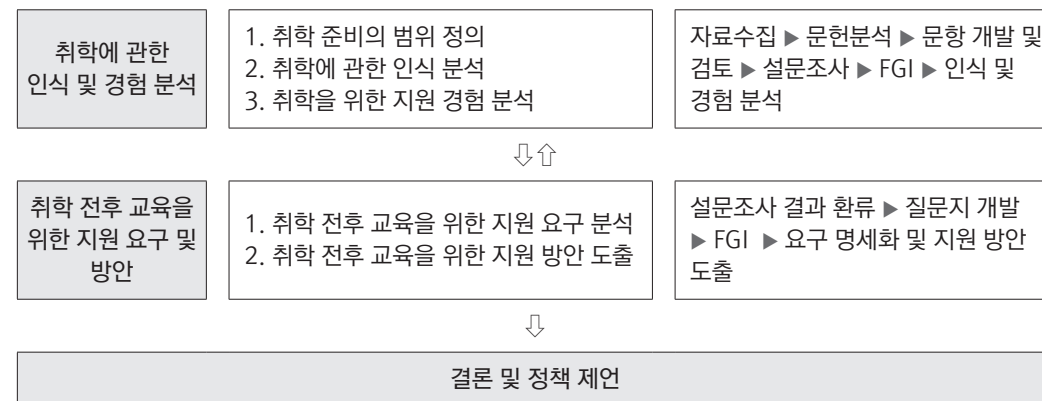 취학에 관한
인식 및 경험 분석
1. 취학 준비의 범위 정의
2. 취학에 관한 인식 분석
3. 취학을 위한 지원 경험 분석
자료수집 ▶ 문헌분석 ▶ 문항 개발 및
검토 ▶ 설문조사 ▶ FGI ▶ 인식 및
경험 분석
⇩⇧
취학 전후 교육을
위한 지원 요구 및
방안
1. 취학 전후 교육을 위한 지원 요구 분석
2. 취학 전후 교육을 위한 지원 방안 도출
설문조사 결과 환류 ▶ 질문지 개발
▶ FGI ▶ 요구 명세화 및 지원 방안
도출
⇩
결론 및 정책 제언